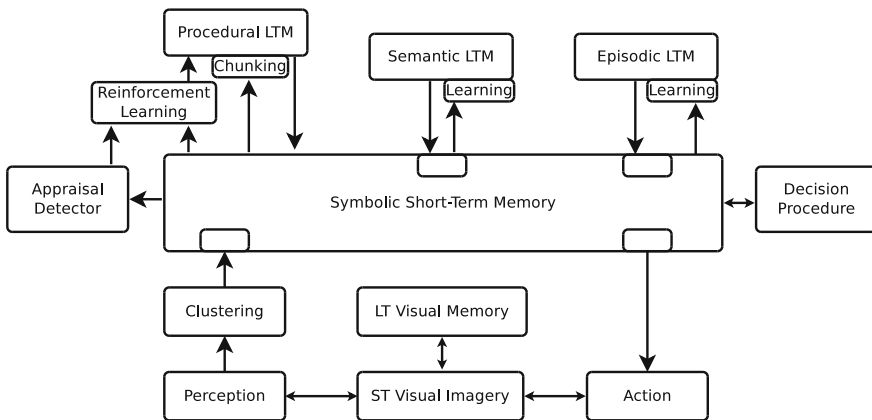 Procedural LTM
Chunking
Reinforcement
Learning
Semantic LTM
Learning
Episodic LTM
Learning
Appraisal
Detector
Symbolic Short-Term Memory
Decision
Procedure
Clustering
LT Visual Memory
Perception
ST Visual Imagery
Action